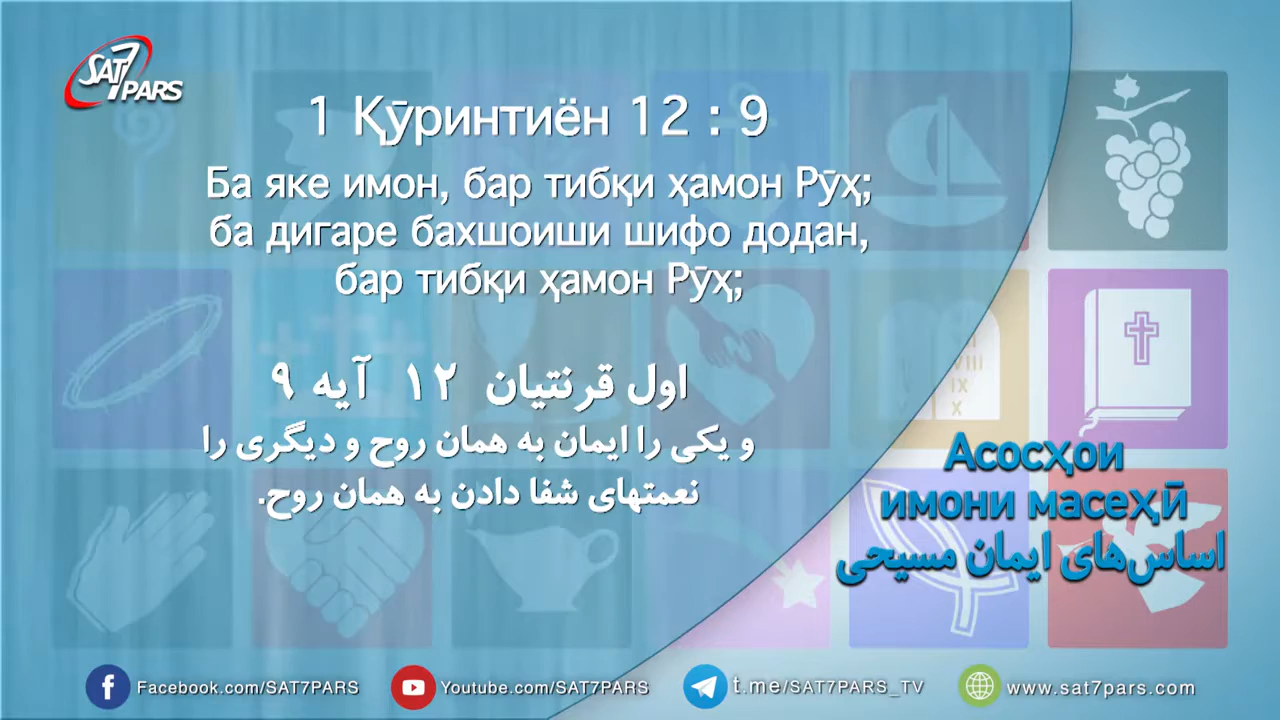 SAT7PARS
1 Қӯринтиён 12 : 9
Ба яке имон, бар тибқи ҳамон Рӯҳ;
ба дигаре бахшоиши шифо додан,
бар тибқи ҳамон Рӯҳ;
اول قرنتیان ۱۲ آیه ۹
و یکی را ایمان به همان روح و دیگری را
نعمتهای شفا دادن به همان روح.
VIII
IX
X
Асосҳои
имони масеҳӣ
اساس‌های ایمان مسیحی
Facebook.com/SAT7PARS
Youtube.com/SAT7PARS
t.me/SAT7PARS_TV
www.sat7pars.com